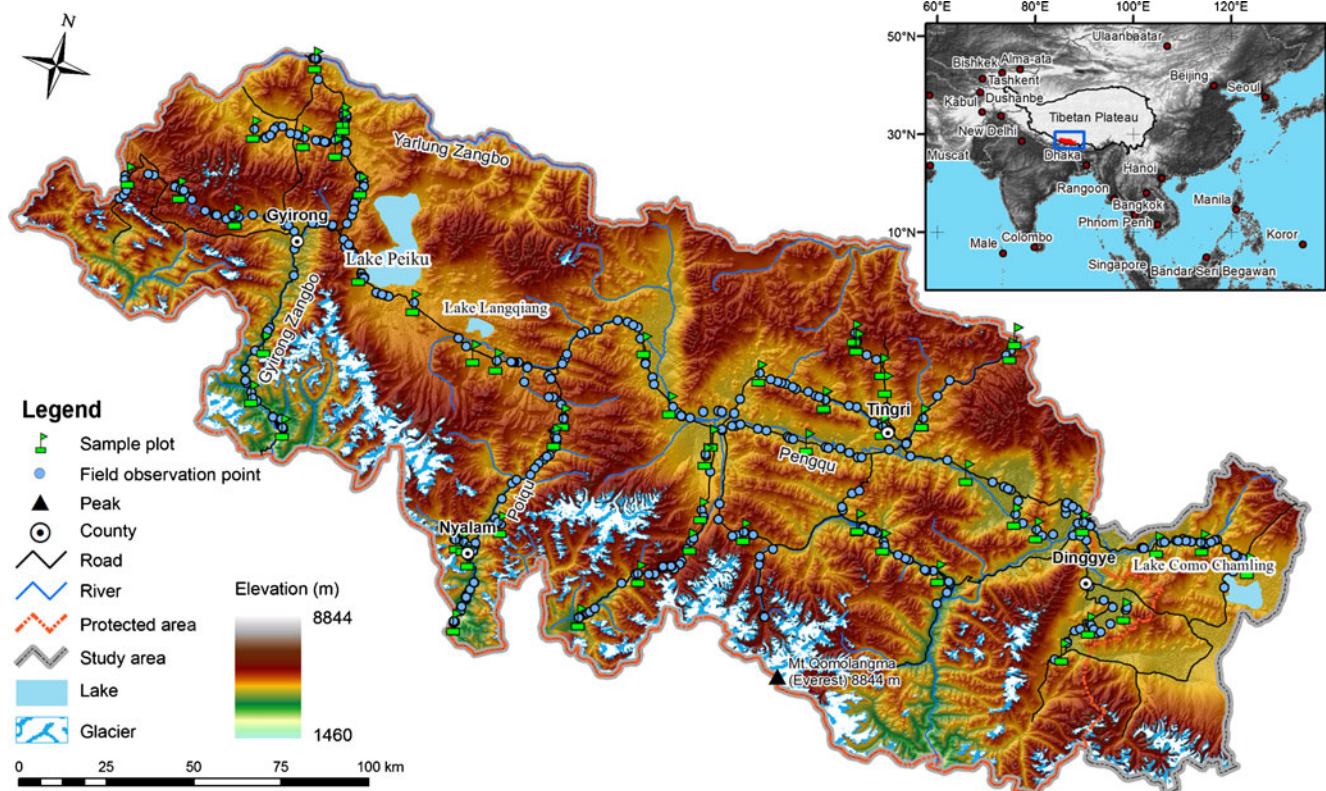 N
60°E
80°E
100°E
120°E
50°N
30°N
10°N
Ulaanbaatar
Bishkek
Alma-ata
Tashkent
Beijing
Seoul
Kabul
Dushanbe
Tibetan Plateau
New Delhi
Muscat
Dhaka
Hanoi
Rangoon
Bangkok
Manila
Phnom Penh
Male
Colombo
Koror
Singapore
Bandar Seri Begawan
Yarlung Zangbo
Gyirong
Lake Peiku
Lake Langqiang
Gyirong Zangbo
Tingri
Pengqu
Poiqu
Nyalam
Dinggye
Lake Como Chamling
Mt.Qomolangma
(Everest) 8844 m
Legend
Sample plot
Field observation point
Peak
County
Road
River
Protected area
Study area
Lake
Glacier
Elevation (m)
8844
1460
0
25
50
75
100 km